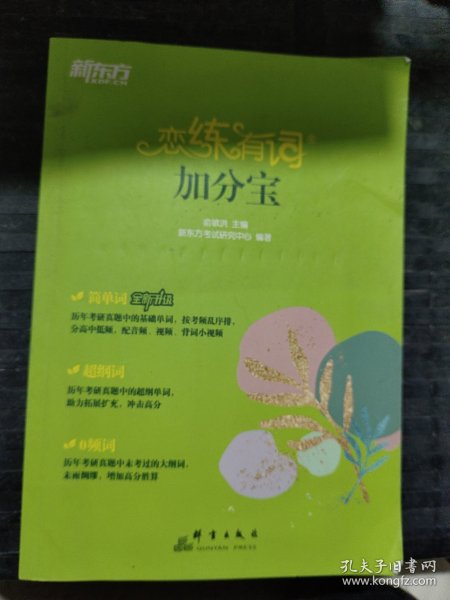 新东方
XDF.CN
恋练有词
加分宝
俞敏洪 主编
新东方考试研究中心 编著
简单词 全新升级
历年考研真题中的基础单词，按考频乱序排，
分高中低频，配音频、视频、背词小视频
超纲词
历年考研真题中的超纲单词，
助力拓展扩充，冲击高分
0频词
历年考研真题中未考过的大纲词，
未雨绸缪，增加高分胜算
群言出版社
QUNYAN PRESS
孔夫子旧书网
www.kongfz.com